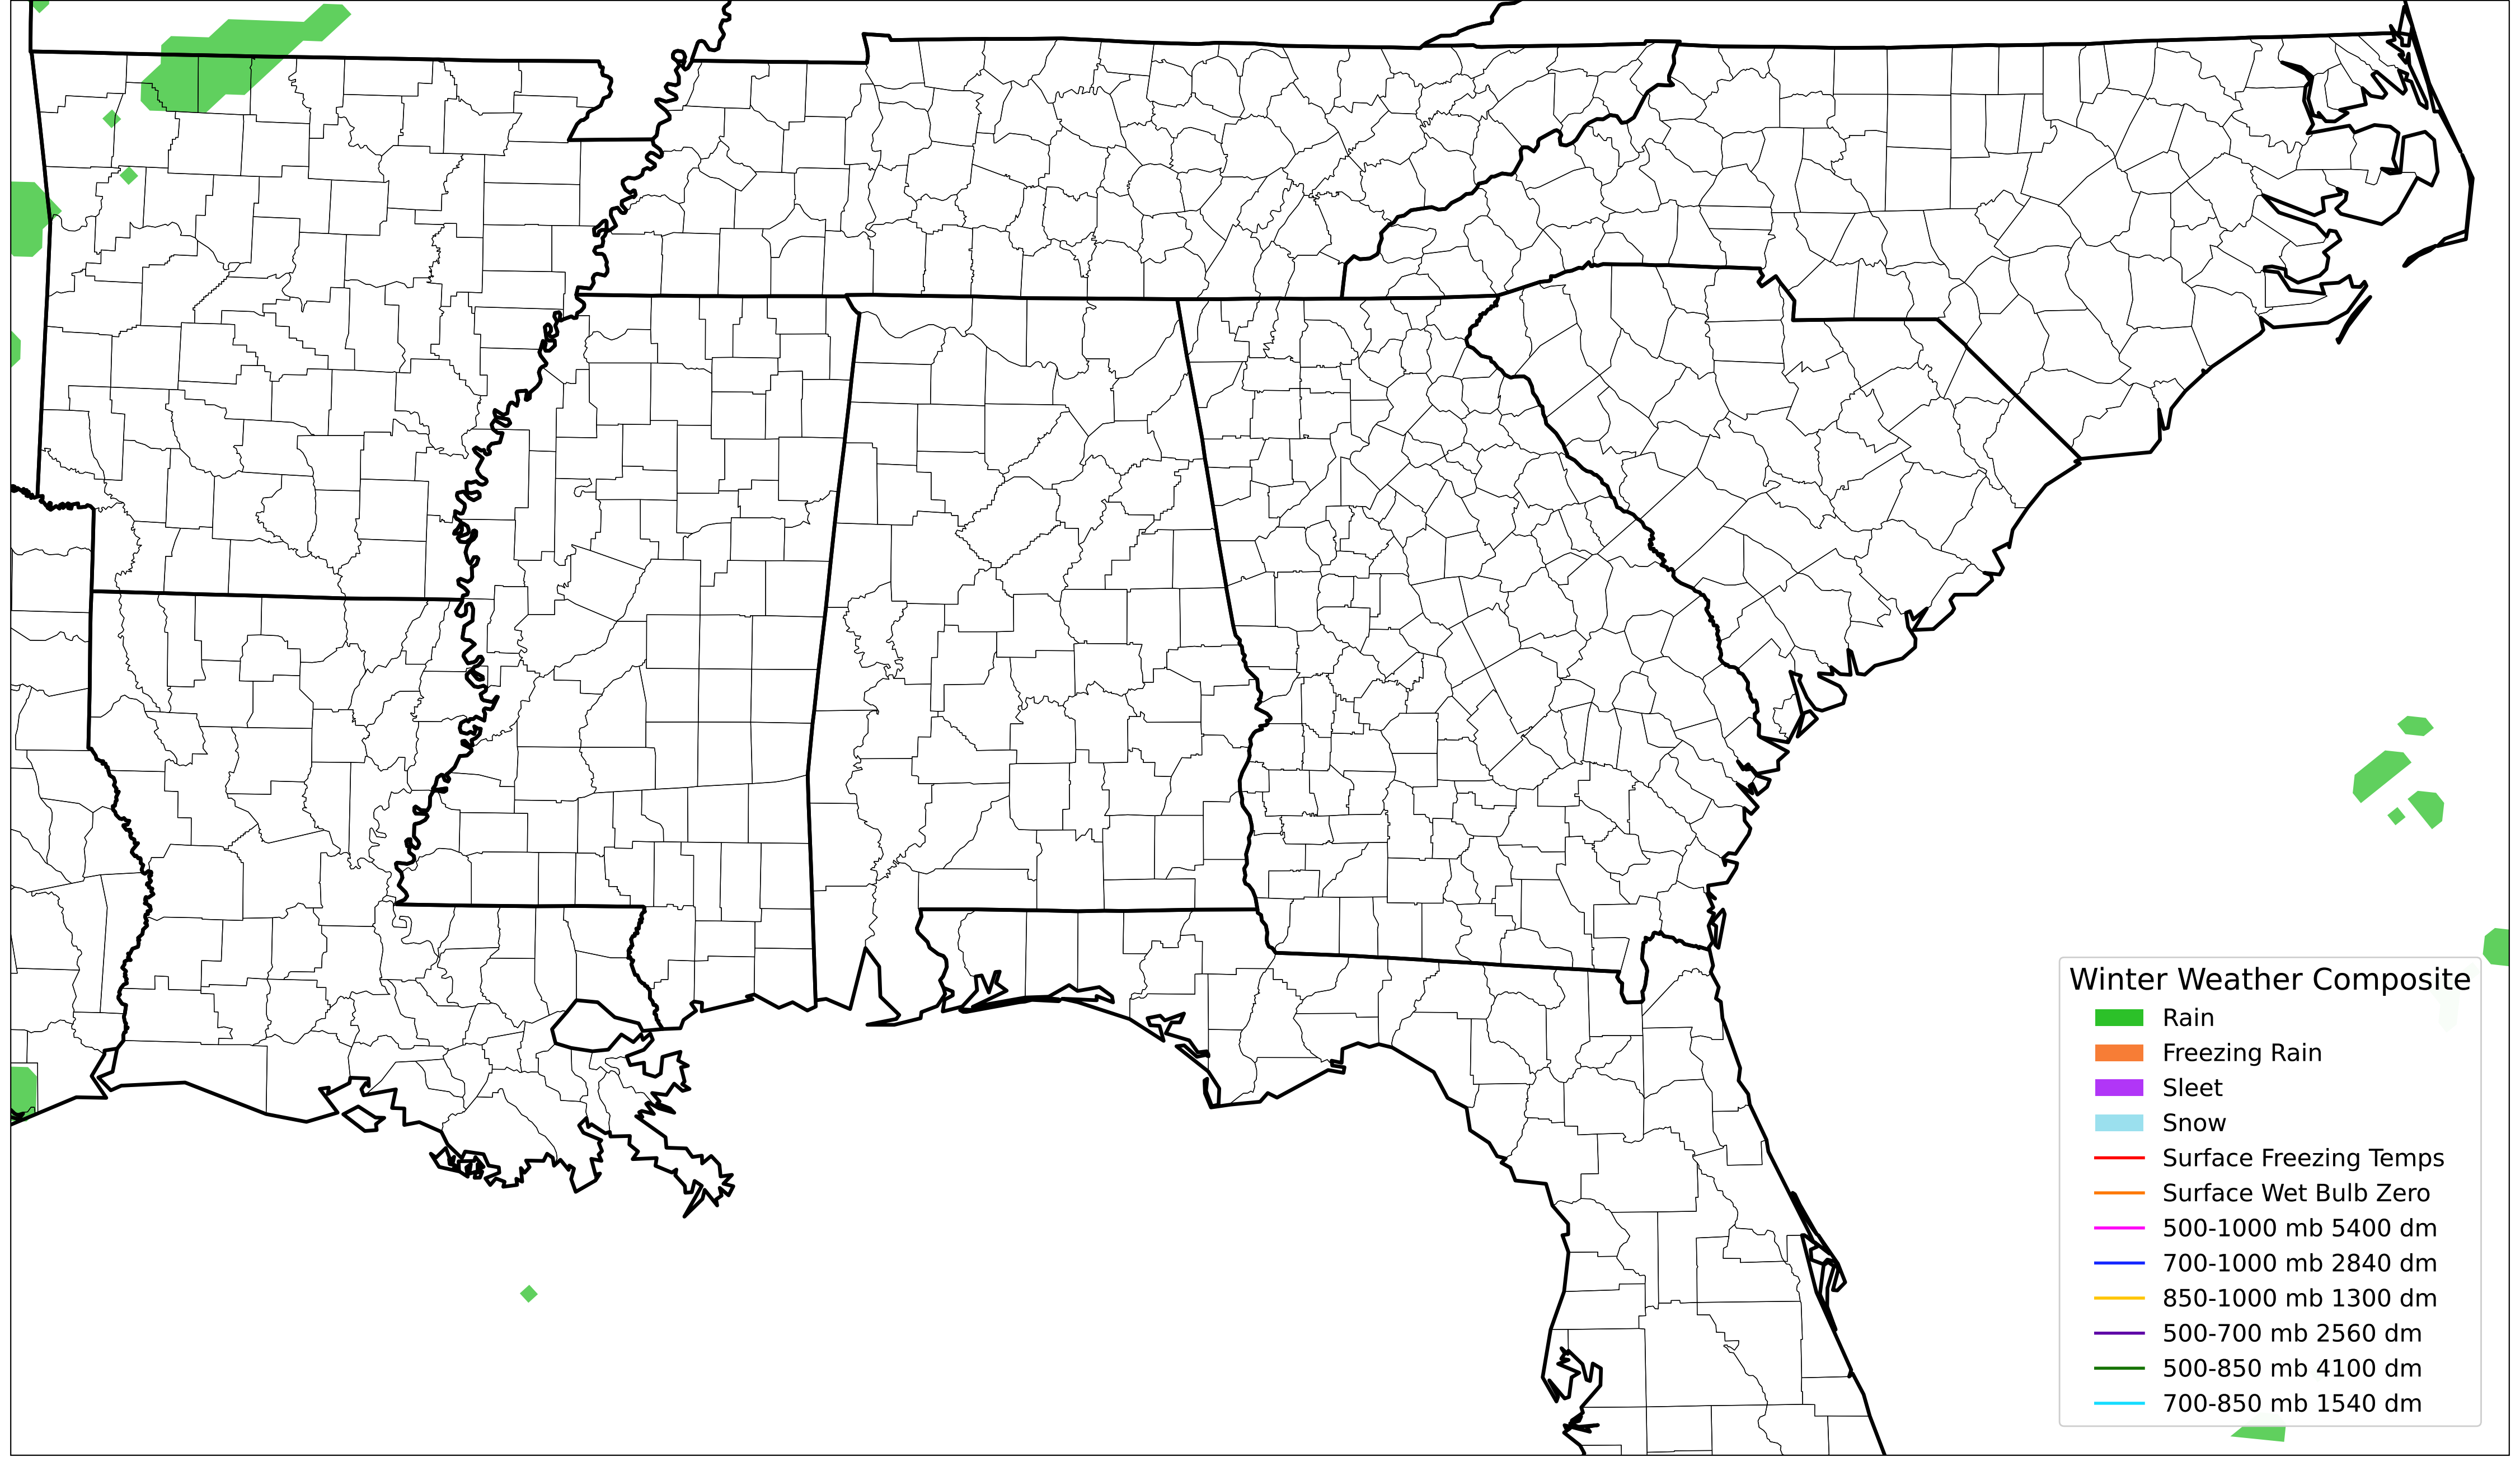 Winter Weather Composite
Rain
Freezing Rain
Sleet
Snow
Surface Freezing Temps
Surface Wet Bulb Zero
500-1000 mb 5400 dm
700-1000 mb 2840 dm
850-1000 mb 1300 dm
500-700 mb 2560 dm
500-850 mb 4100 dm
700-850 mb 1540 dm